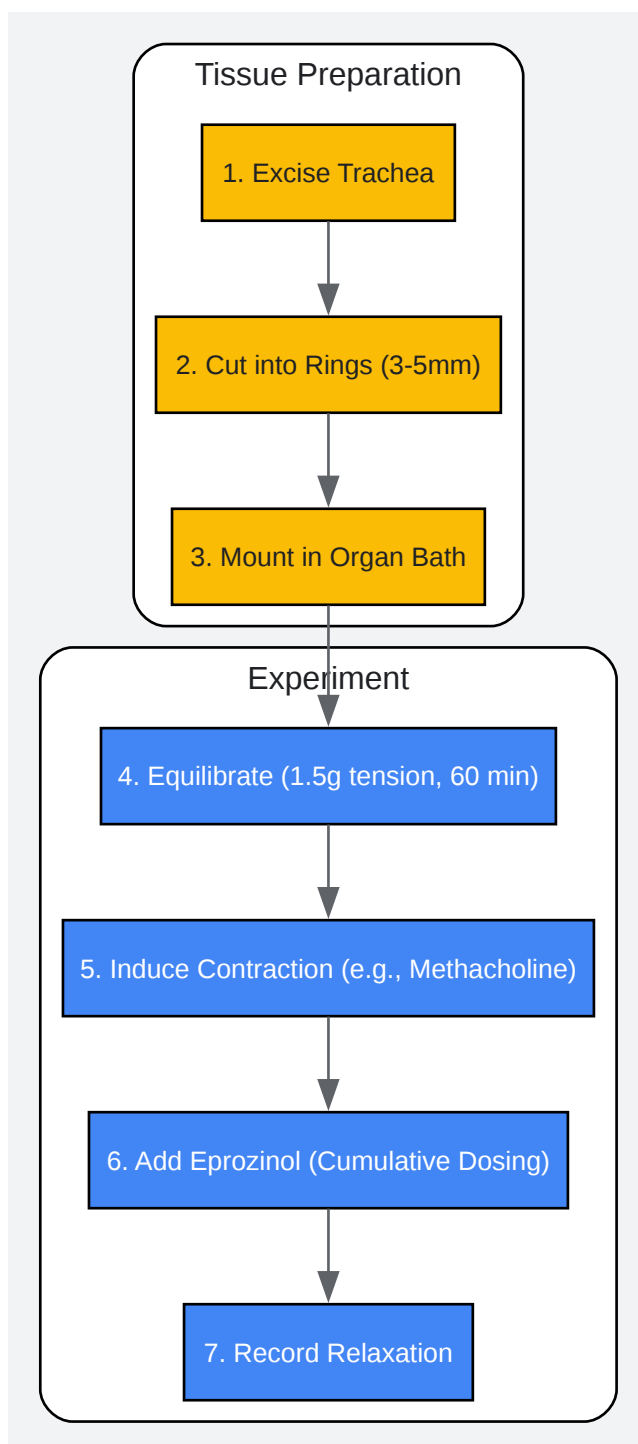 Tissue Preparation
1. Excise Trachea
2. Cut into Rings (3-5mm)
3. Mount in Organ Bath
Experiment
4. Equilibrate (1.5g tension, 60 min)
5. Induce Contraction (e.g., Methacholine)
6. Add Eprozinol (Cumulative Dosing)
7. Record Relaxation